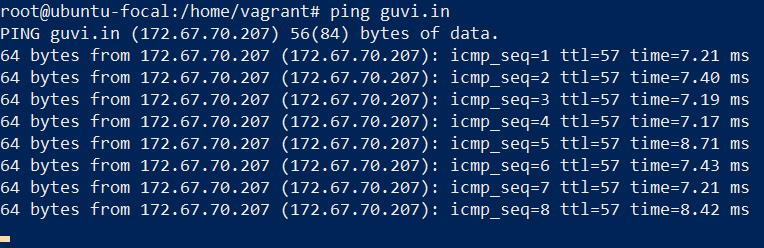 root@ubuntu-focal:/home/vagrant# ping guvi.in
PING guvi.in (172.67.70.207) 56(84) bytes of data.
64 bytes from 172.67.70.207 (172.67.70.207): icmp_seq=1 ttl=57 time=7.21 ms
64 bytes from 172.67.70.207 (172.67.70.207): icmp_seq=2 ttl=57 time=7.40 ms
64 bytes from 172.67.70.207 (172.67.70.207): icmp_seq=3 ttl=57 time=7.19 ms
64 bytes from 172.67.70.207 (172.67.70.207): icmp_seq=4 ttl=57 time=7.17 ms
64 bytes from 172.67.70.207 (172.67.70.207): icmp_seq=5 ttl=57 time=8.71 ms
64 bytes from 172.67.70.207 (172.67.70.207): icmp_seq=6 ttl=57 time=7.43 ms
64 bytes from 172.67.70.207 (172.67.70.207): icmp_seq=7 ttl=57 time=7.21 ms
64 bytes from 172.67.70.207 (172.67.70.207): icmp_seq=8 ttl=57 time=8.42 ms